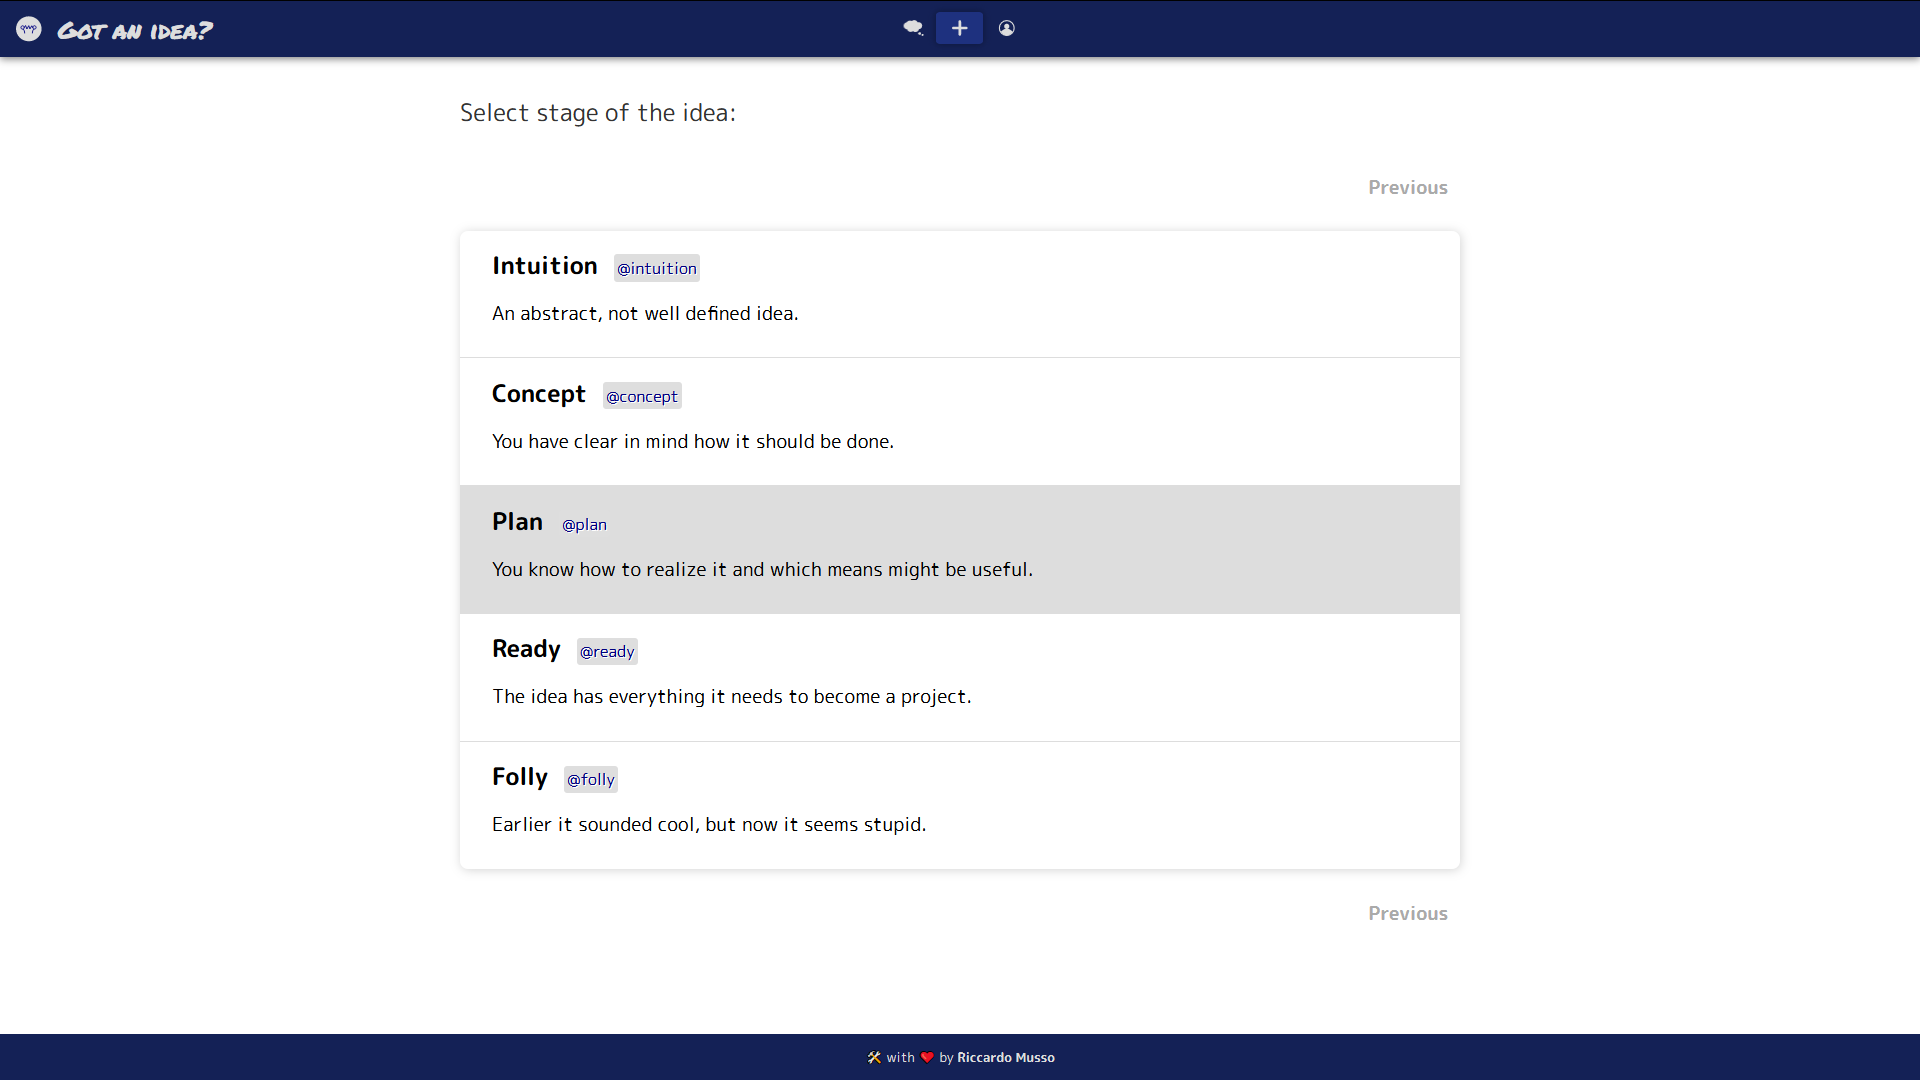 Got an idea?
Select stage of the idea:
Previous
Intuition @intuition
An abstract, not well defined idea.
Concept @concept
You have clear in mind how it should be done.
Plan @plan
You know how to realize it and which means might be useful.
Ready @ready
The idea has everything it needs to become a project.
Folly @folly
Earlier it sounded cool, but now it seems stupid.
Previous
🛠 with ❤ by Riccardo Musso